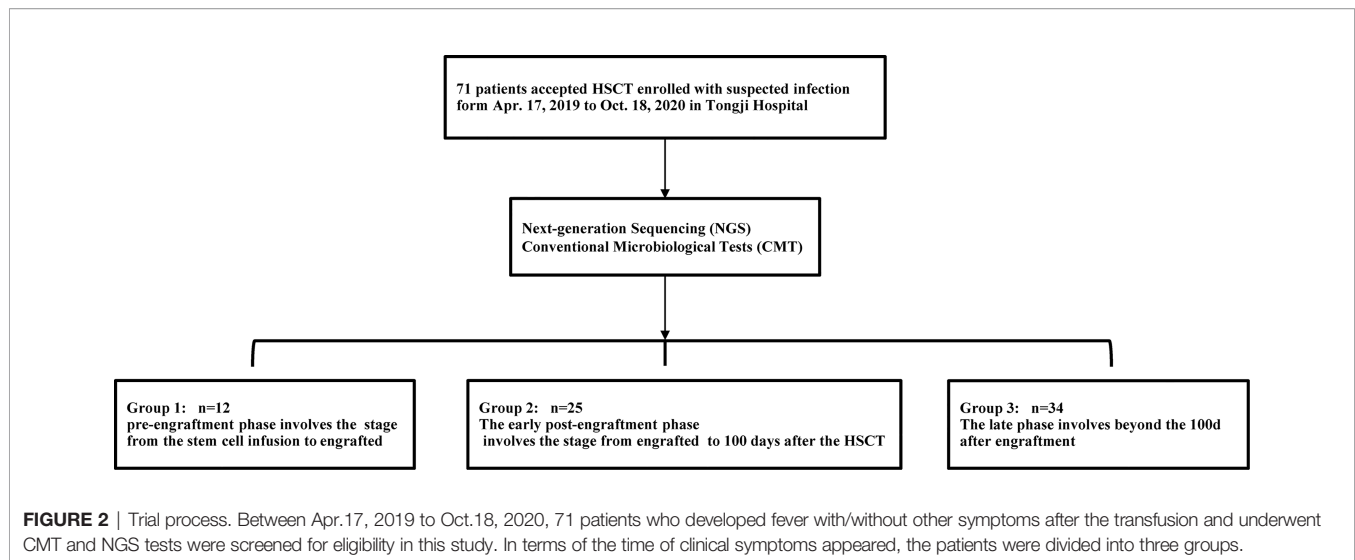 71 patients accepted HSCT enrolled with suspected infection
form Apr. 17, 2019 to Oct. 18, 2020 in Tongji Hospital
Next-generation Sequencing (NGS)
Conventional Microbiological Tests (CMT)
Group 1: n=12
pre-engraftment phase involves the stage
from the stem cell infusion to engrafted
Group 2: n=25
The early post-engraftment phase
involves the stage from engrafted to 100 days after the HSCT
Group 3: n=34
The late phase involves beyond the 100d
after engraftment
FIGURE 2 | Trial process. Between Apr.17, 2019 to Oct.18, 2020, 71 patients who developed fever with/without other symptoms after the transfusion and underwent
CMT and NGS tests were screened for eligibility in this study. In terms of the time of clinical symptoms appeared, the patients were divided into three groups.